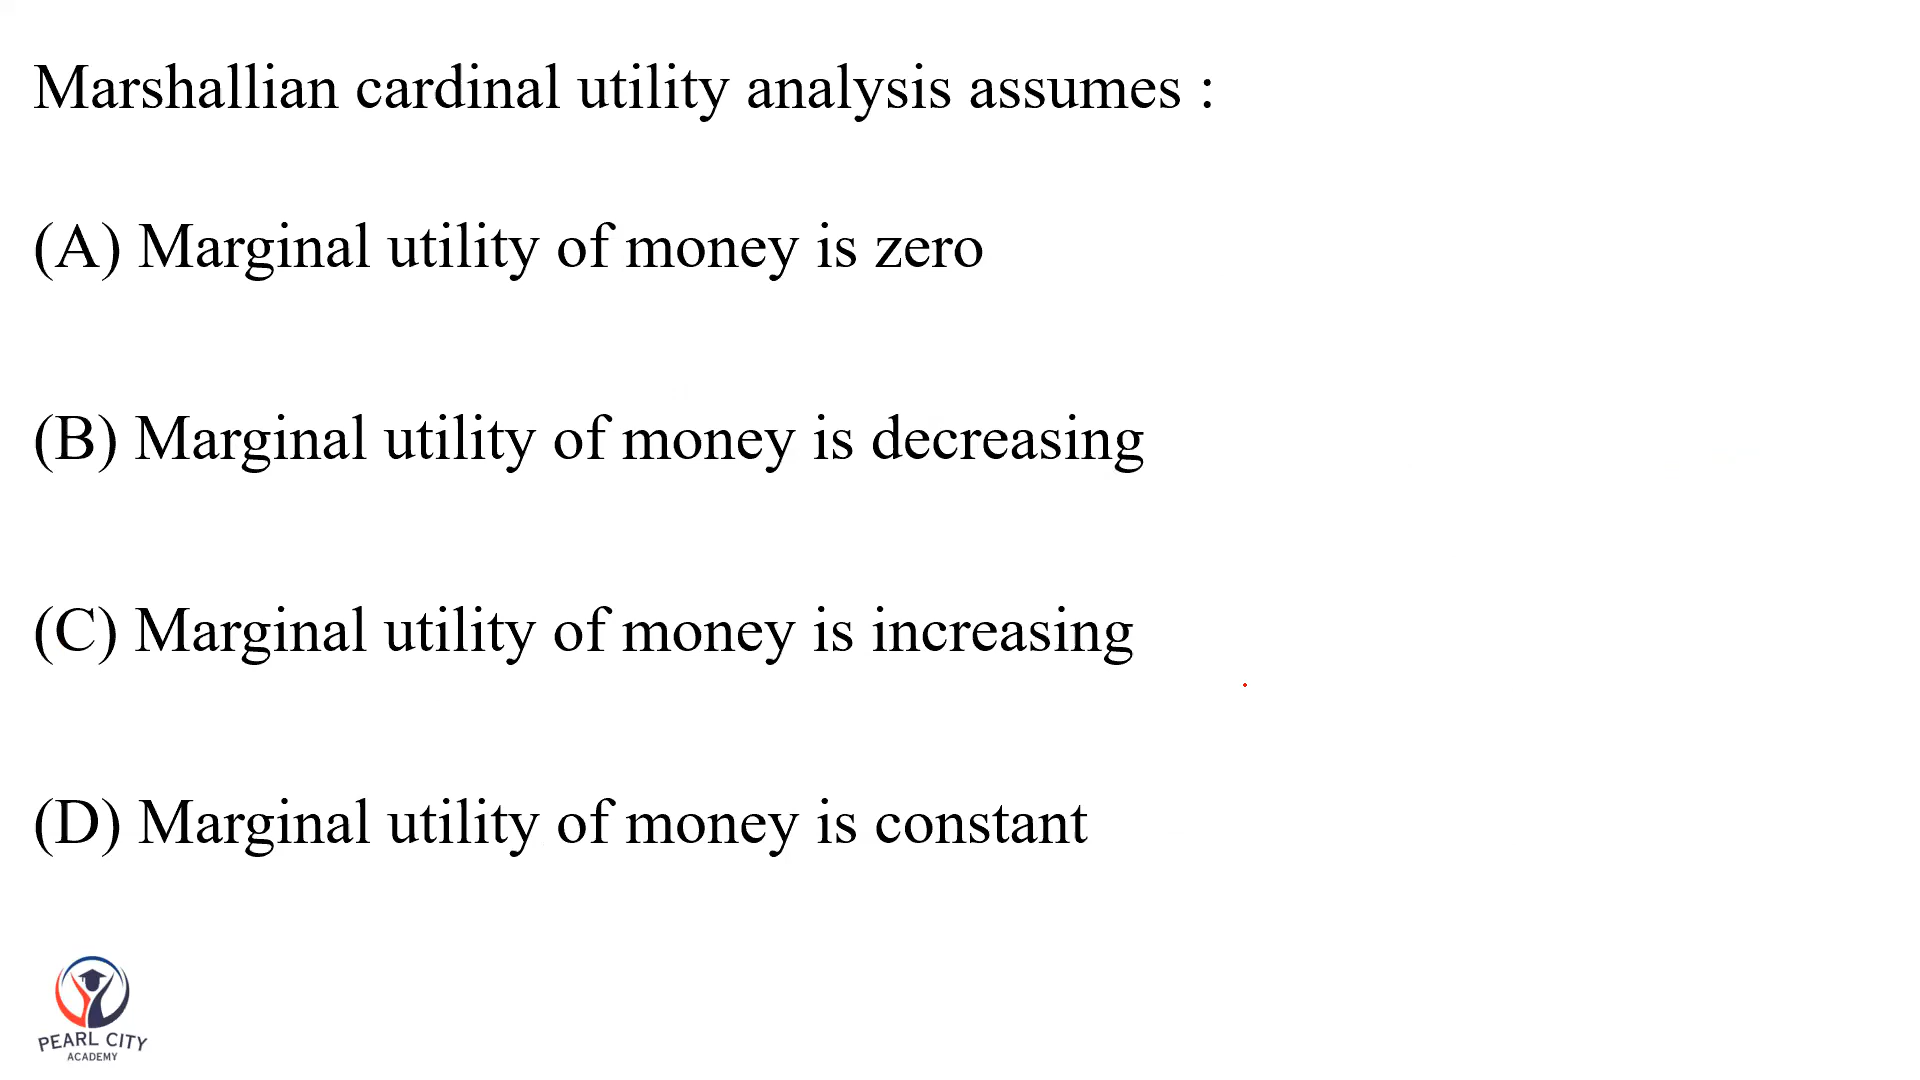 Marshallian cardinal utility analysis assumes :
(A) Marginal utility of money is zero
(B) Marginal utility of money is decreasing
(C) Marginal utility of money is increasing
(D) Marginal utility of money is constant
PEARL CITY
ACADEMY